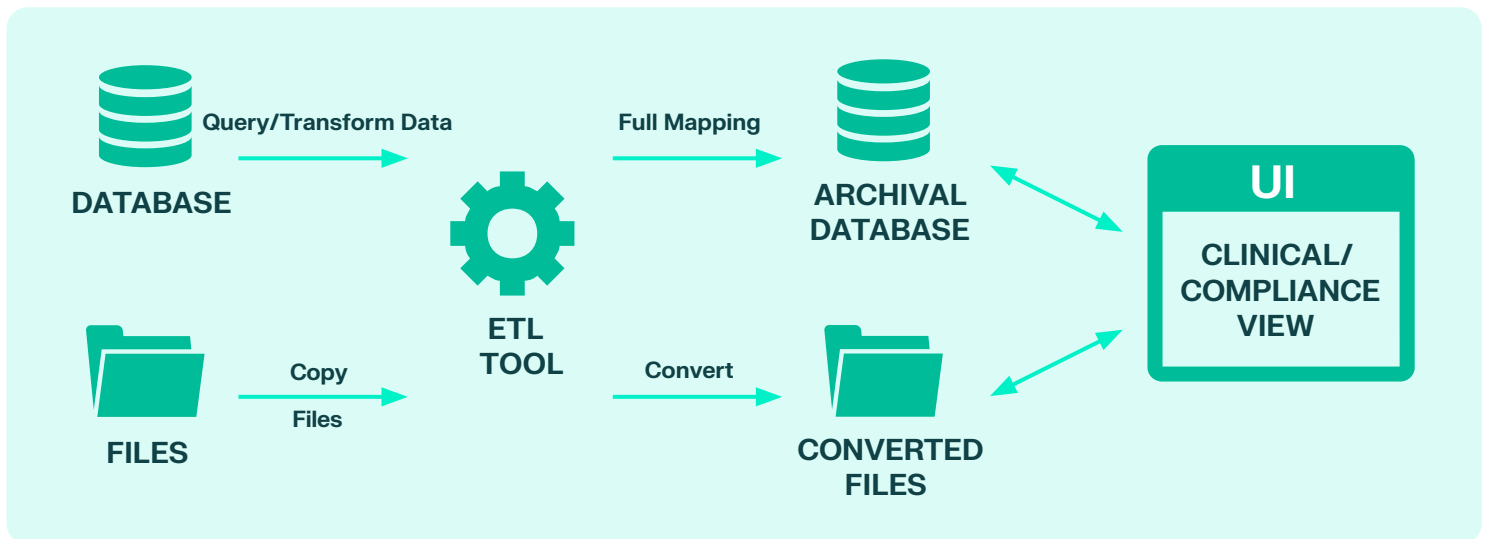 Query/Transform Data
Full Mapping
DATABASE
ARCHIVAL
DATABASE
UI
CLINICAL/
COMPLIANCE
VIEW
ETL
TOOL
Copy
Files
Convert
FILES
CONVERTED
FILES